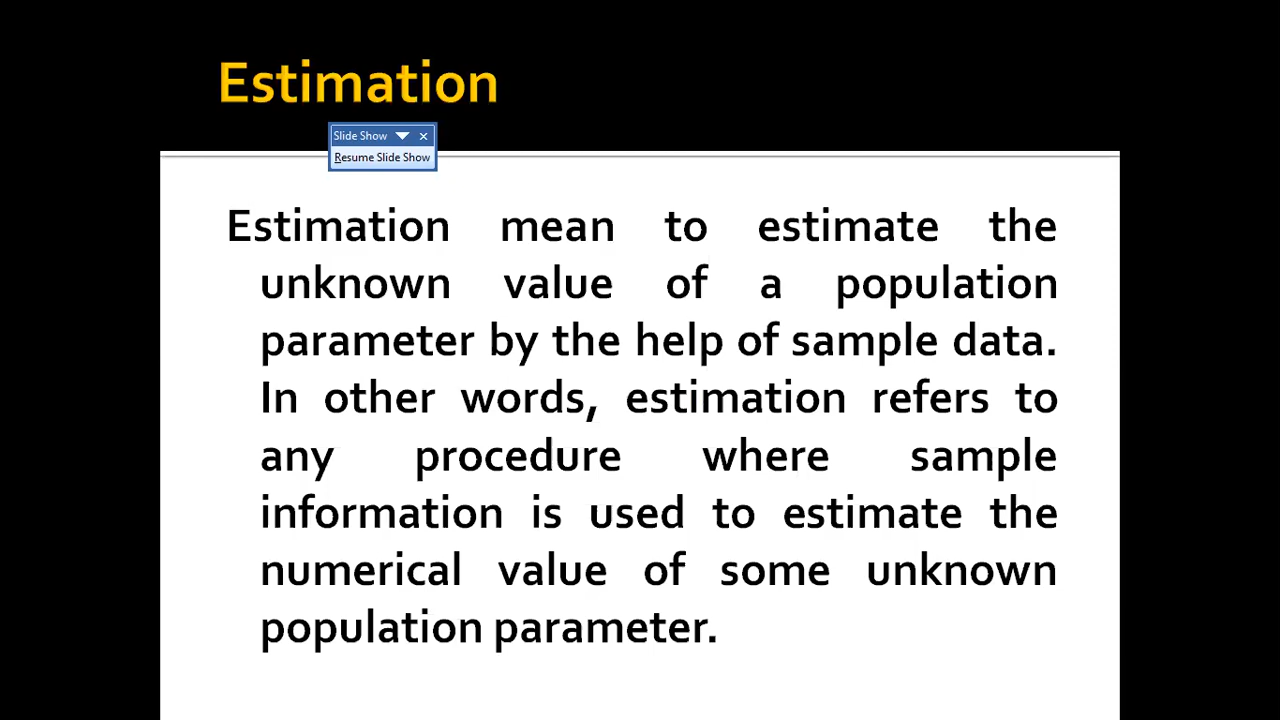 Estimation
Slide Show
Resume Slide Show
Estimation mean to estimate the
unknown value of a population
parameter by the help of sample data.
In other words, estimation refers to
any procedure where sample
information is used to estimate the
numerical value of some unknown
population parameter.